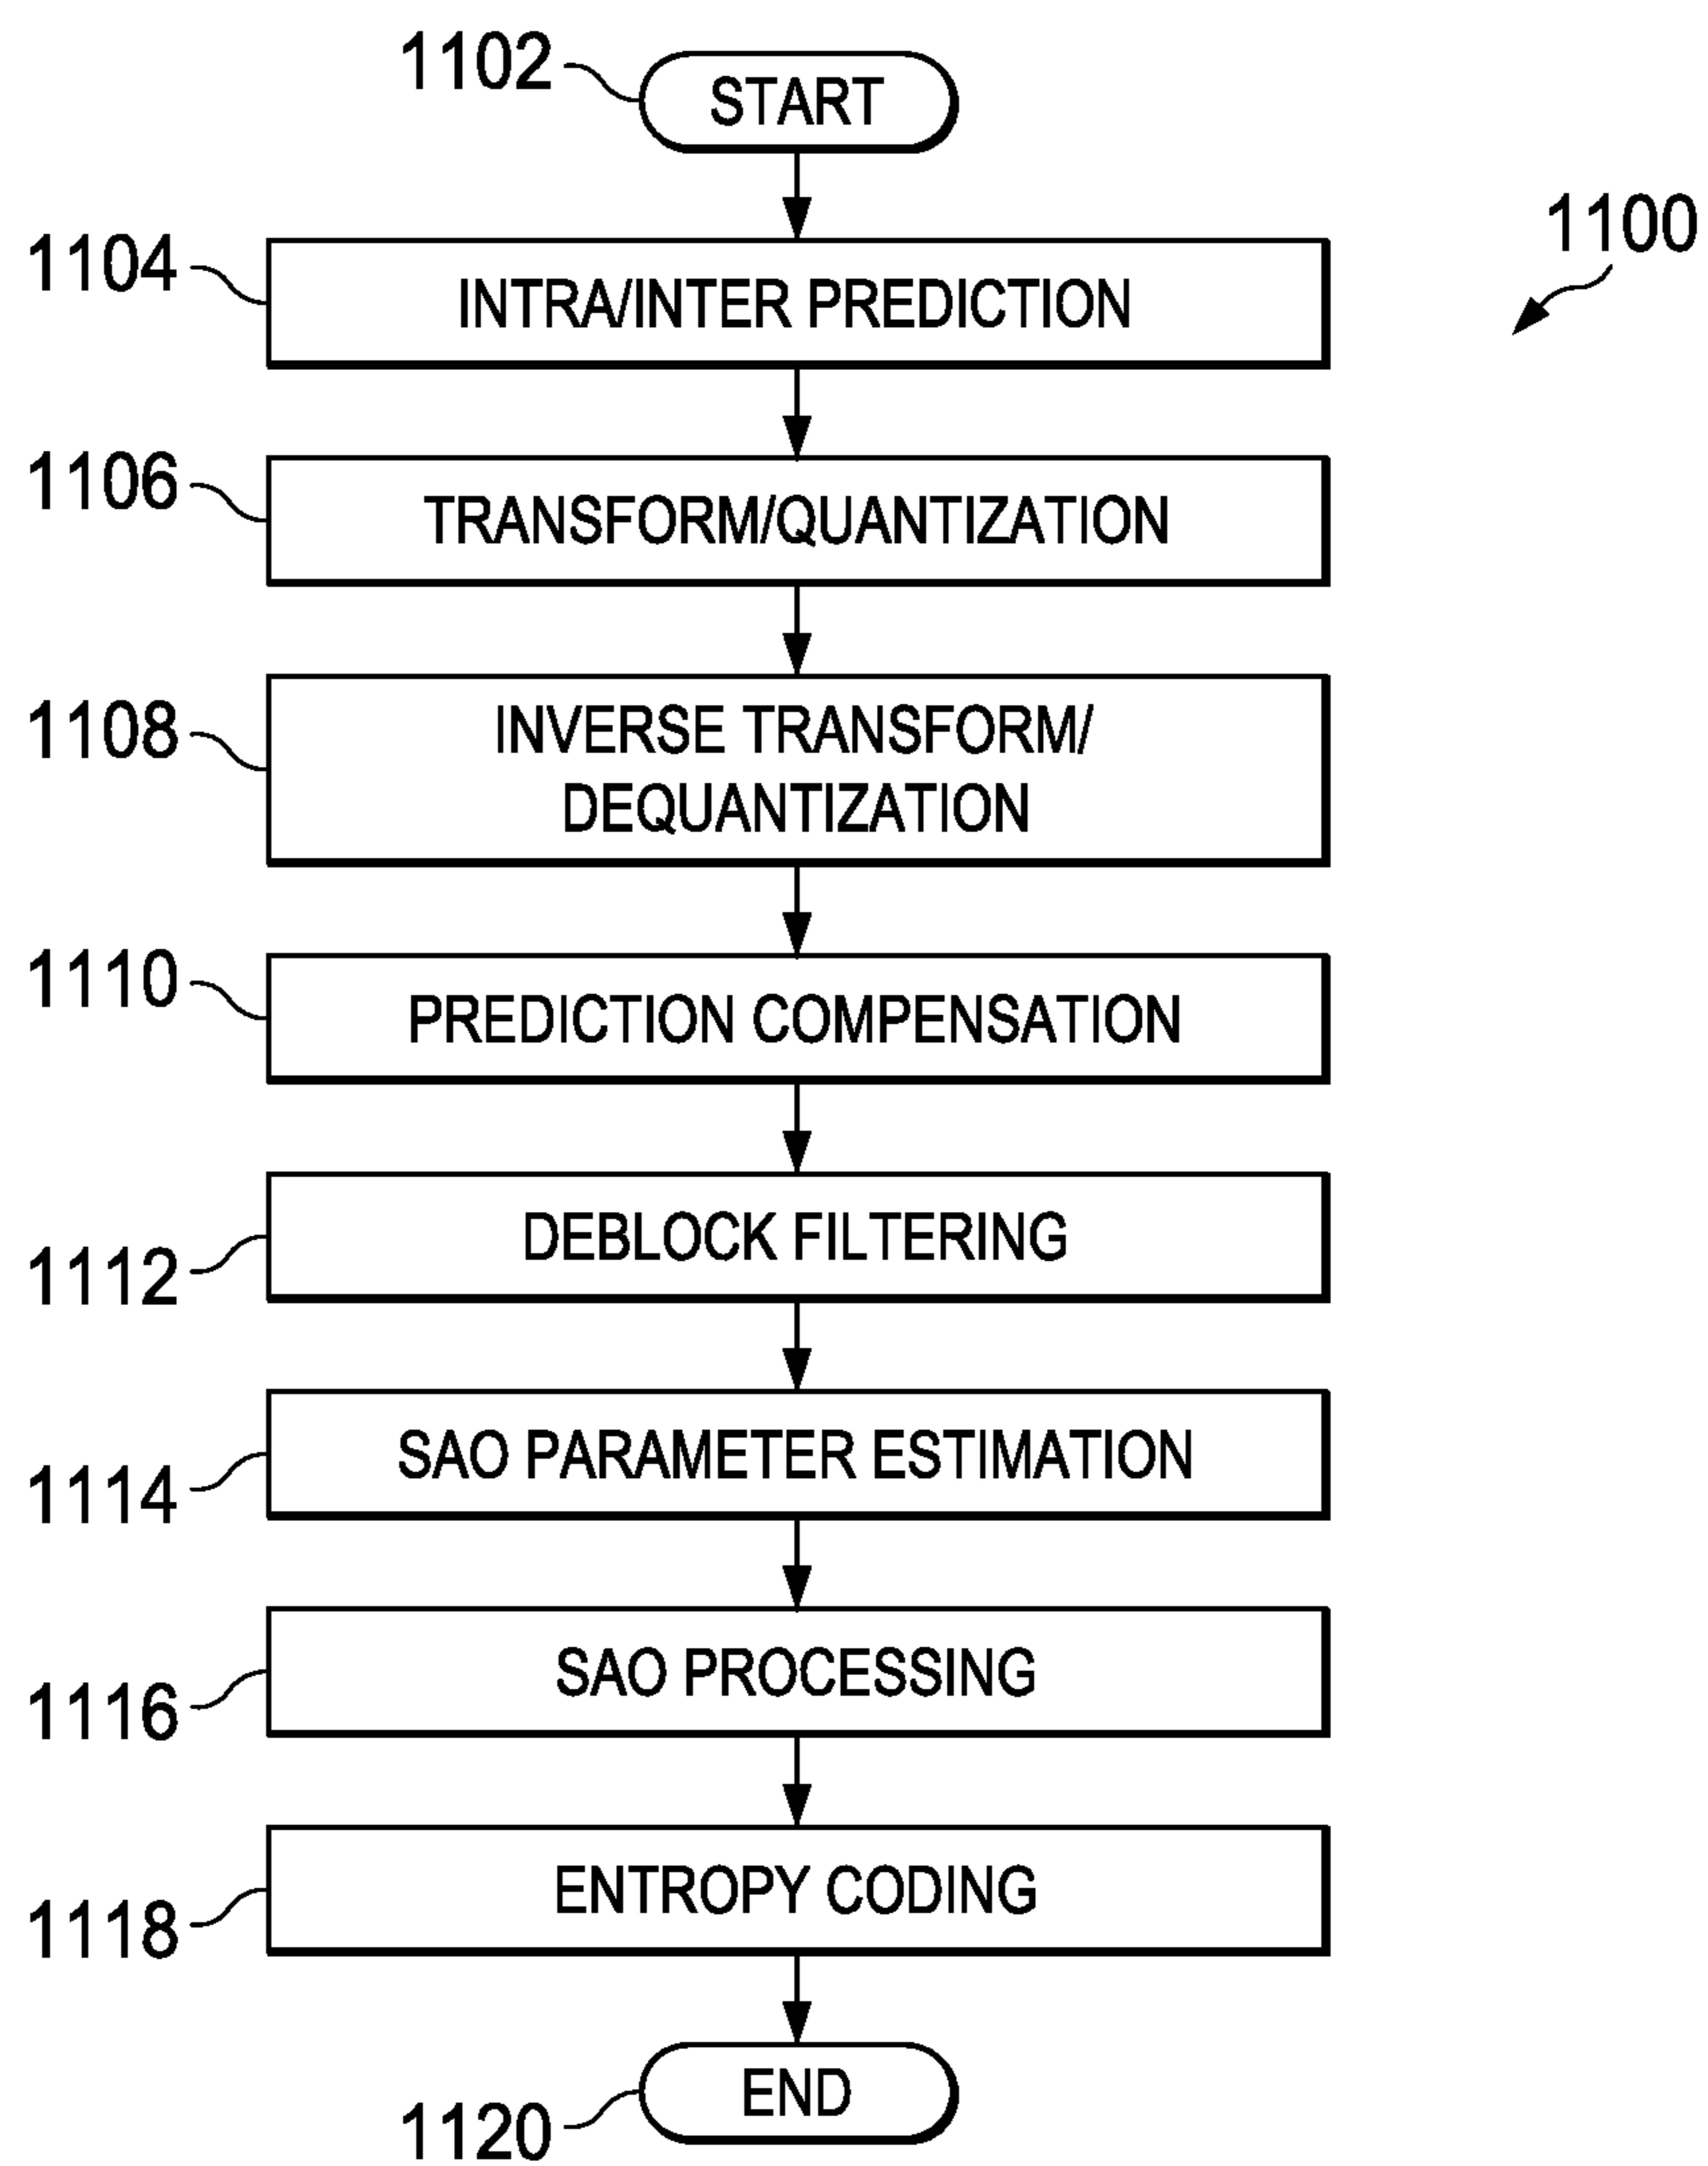 1102
START
1100
1104
INTRA/INTER PREDICTION
1106
TRANSFORM/QUANTIZATION
1108
INVERSE TRANSFORM/
DEQUANTIZATION
1110
PREDICTION COMPENSATION
1112
DEBLOCK FILTERING
1114
SAO PARAMETER ESTIMATION
1116
SAO PROCESSING
1118
ENTROPY CODING
1120
END